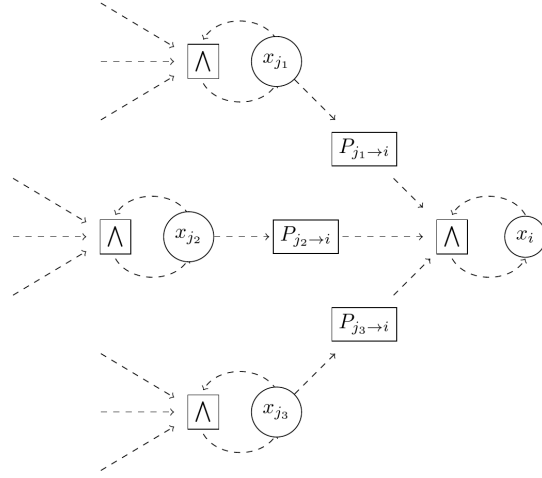 ∧ x_{j_1}
P_{j_1→i}
∧ x_{j_2} P_{j_2→i} ∧ x_i
P_{j_3→i}
∧ x_{j_3}